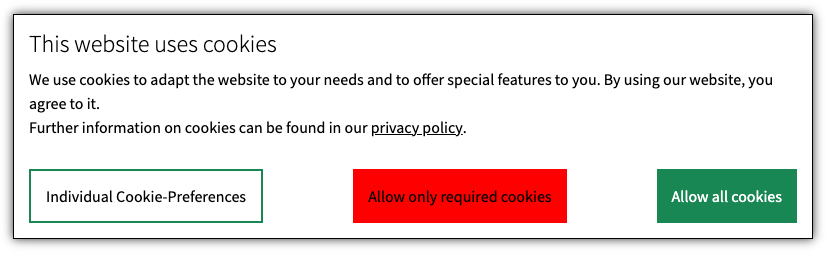 This website uses cookies
We use cookies to adapt the website to your needs and to offer special features to you. By using our website, you
agree to it.
Further information on cookies can be found in our privacy policy.
Individual Cookie-Preferences
Allow only required cookies
Allow all cookies